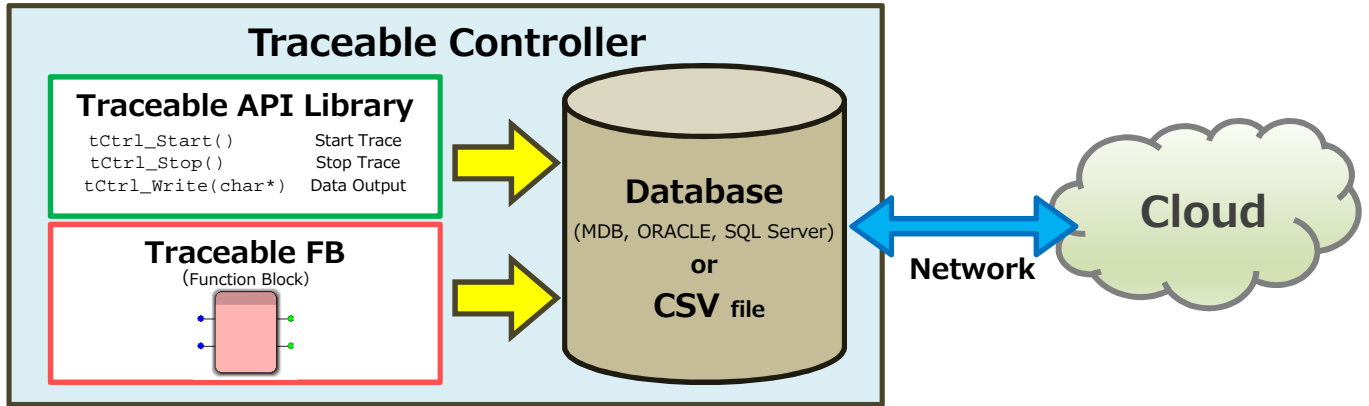 Traceable Controller
Traceable API Library
tCtrl_Start() Start Trace
tCtrl_Stop() Stop Trace
tCtrl_Write(char*) Data Output
Traceable FB
(Function Block)
Database
(MDB, ORACLE, SQL Server)
or
CSV file
Network
Cloud